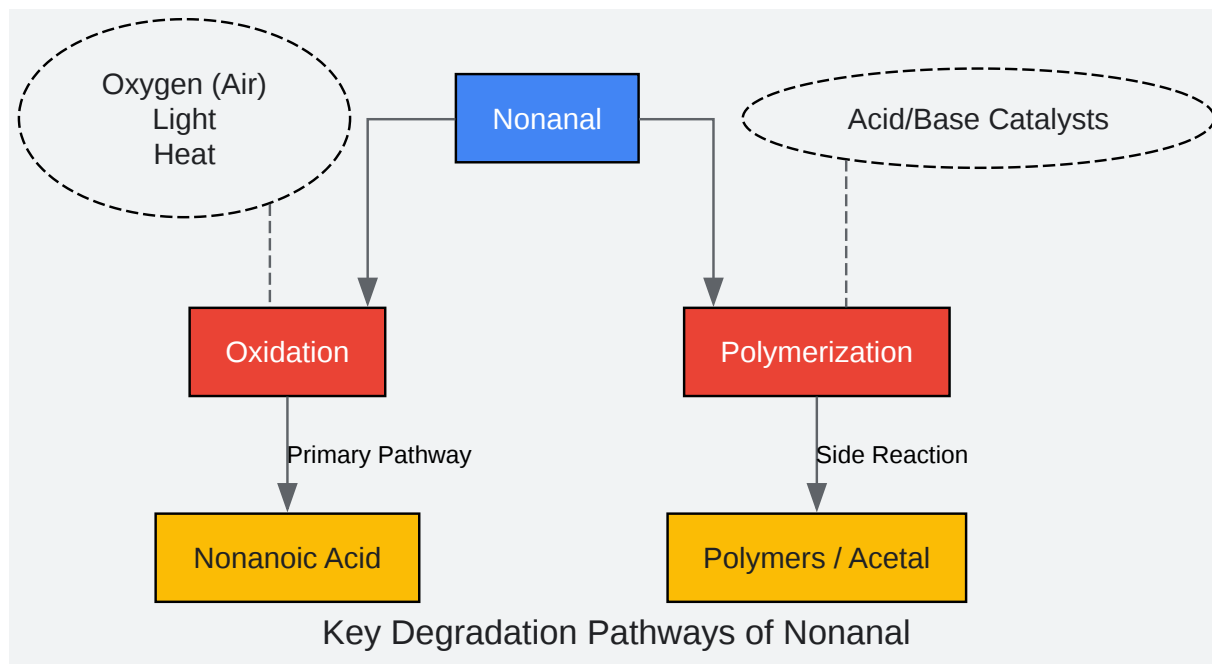 Oxygen (Air)
Light
Heat
Nonanal
Acid/Base Catalysts
Oxidation
Polymerization
Primary Pathway
Side Reaction
Nonanoic Acid
Polymers / Acetal
Key Degradation Pathways of Nonanal